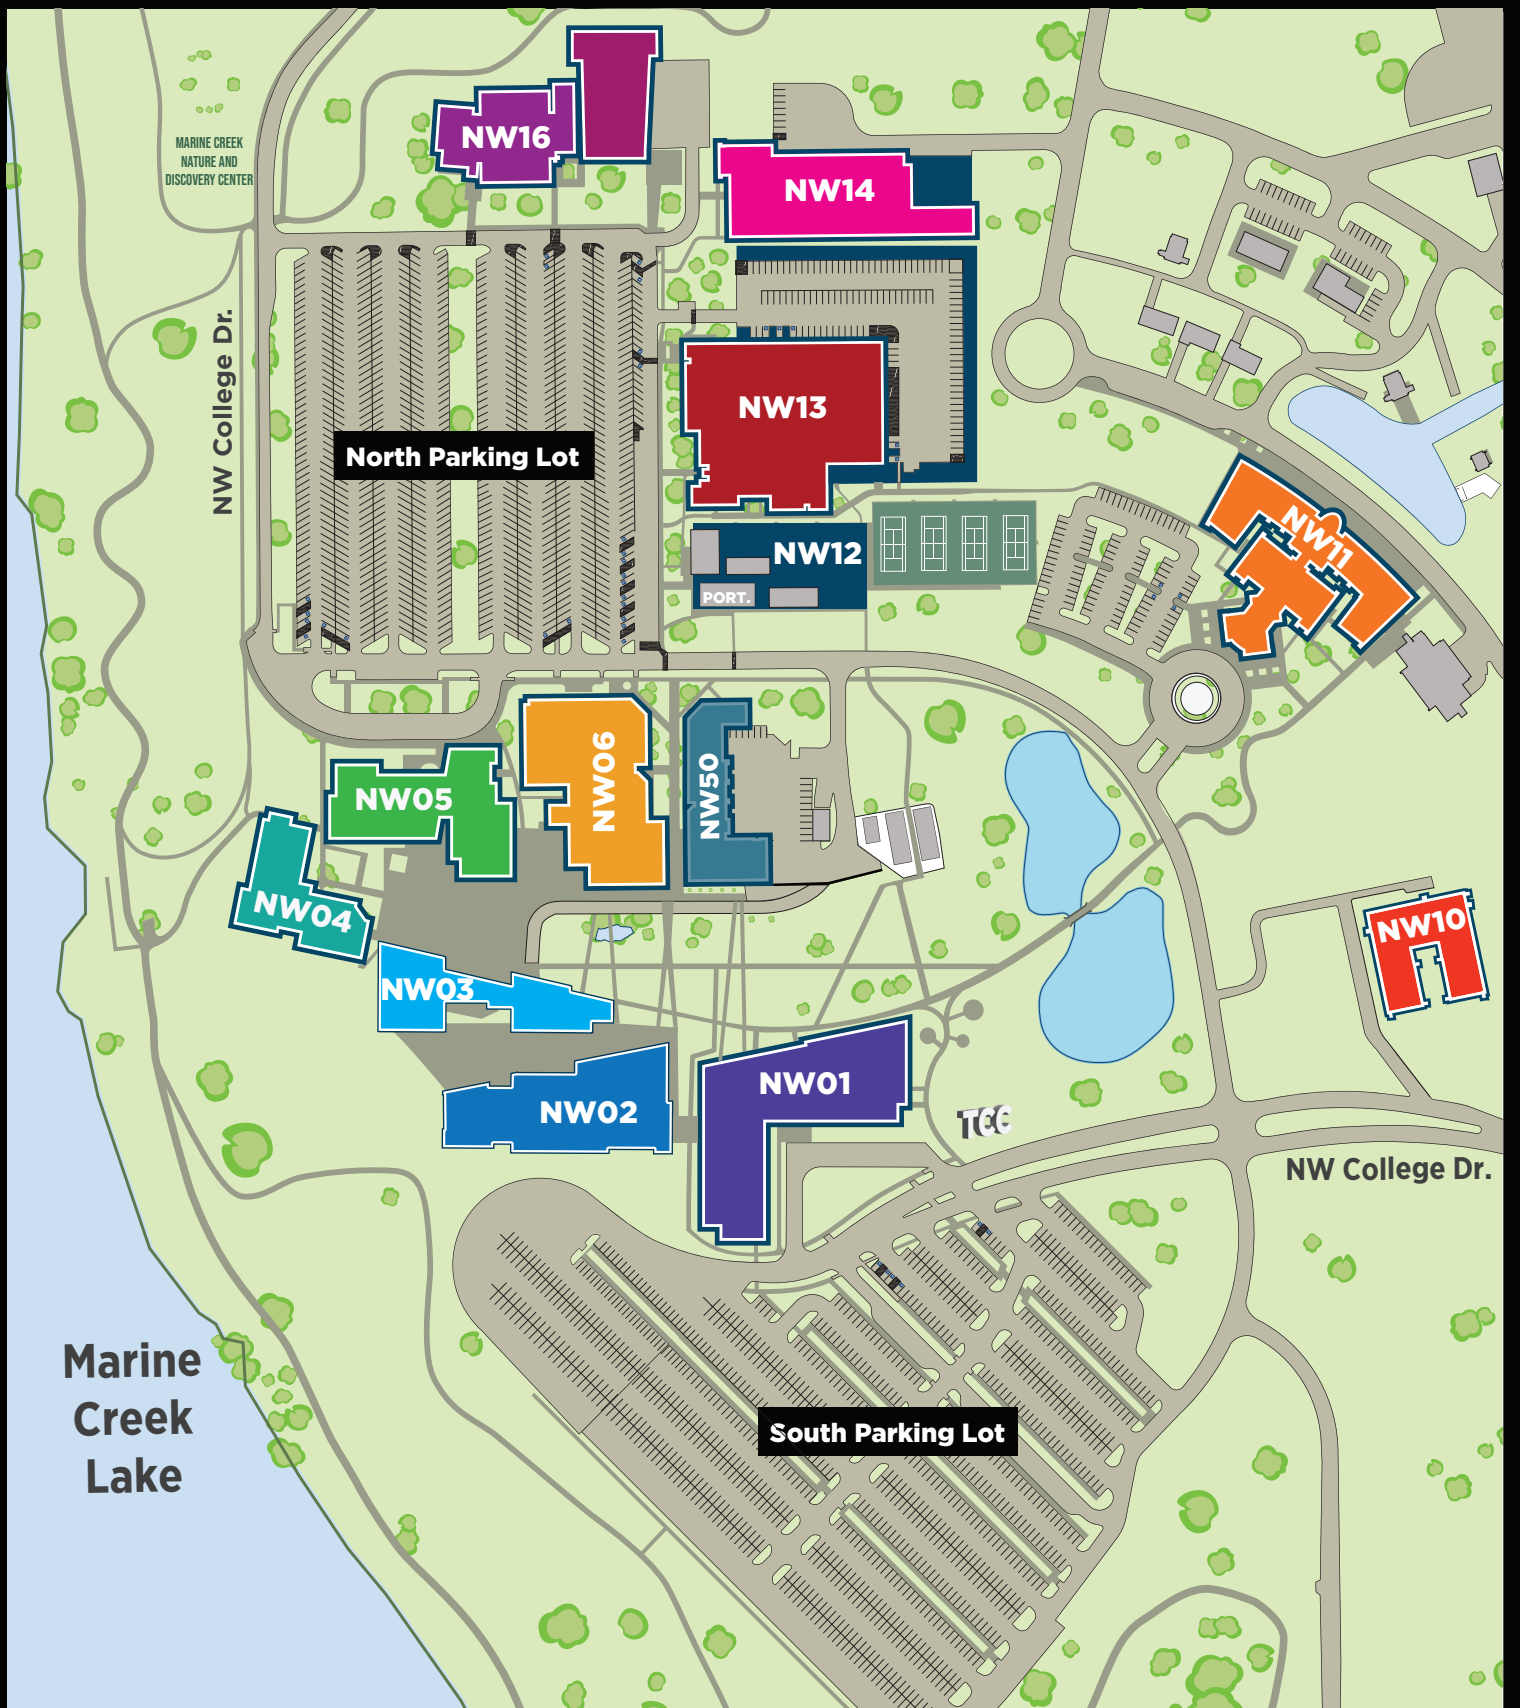 NW16
MARINE CREEK
NATURE AND
DISCOVERY CENTER
NW14
NW College Dr.
NW13
North Parking Lot
NW11
NW12
PORT.
NW06
NW50
NW05
NW04
NW10
NW03
NW01
NW02
TCC
NW College Dr.
Marine
Creek
Lake
South Parking Lot